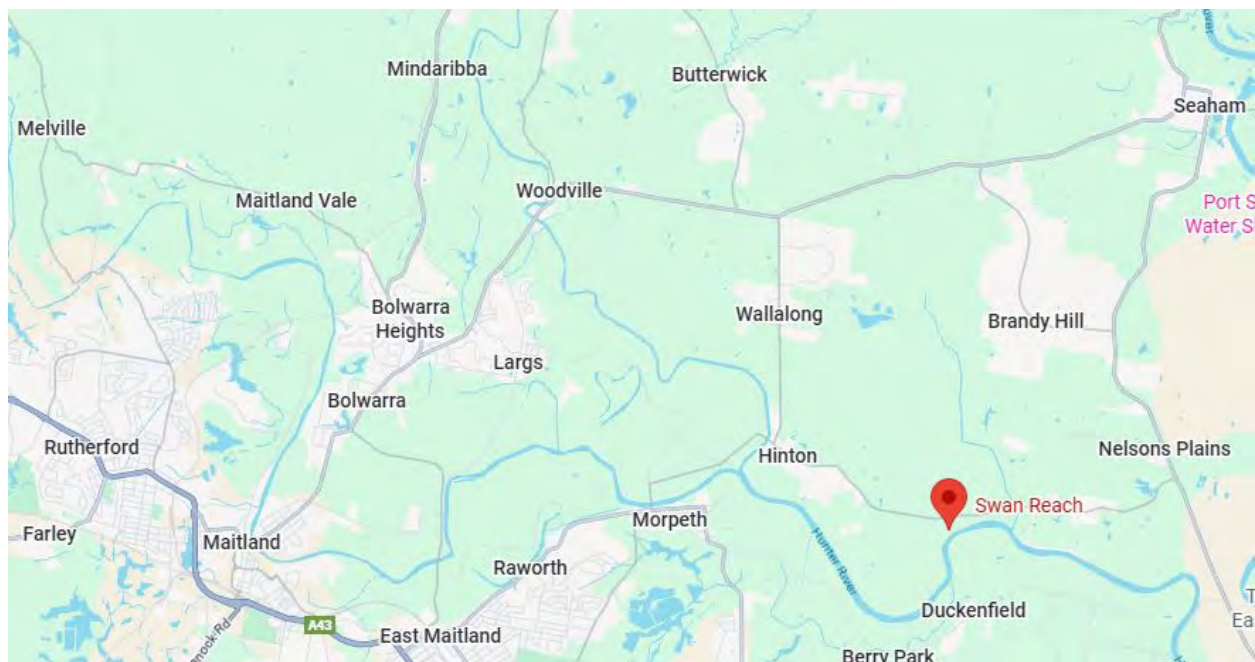 Mindaribba
Butterwick
Seaham
Melville
Woodville
Maitland Vale
Port S
Water S
Bolwarra
Heights
Wallalong
Brandy Hill
Largs
Bolwarra
Rutherford
Hinton
Nelsons Plains
Swan Reach
Morpeth
Farley
Maitland
Hunter River
Raworth
Duckenfield
A43
East Maitland
Berry Park
Ea